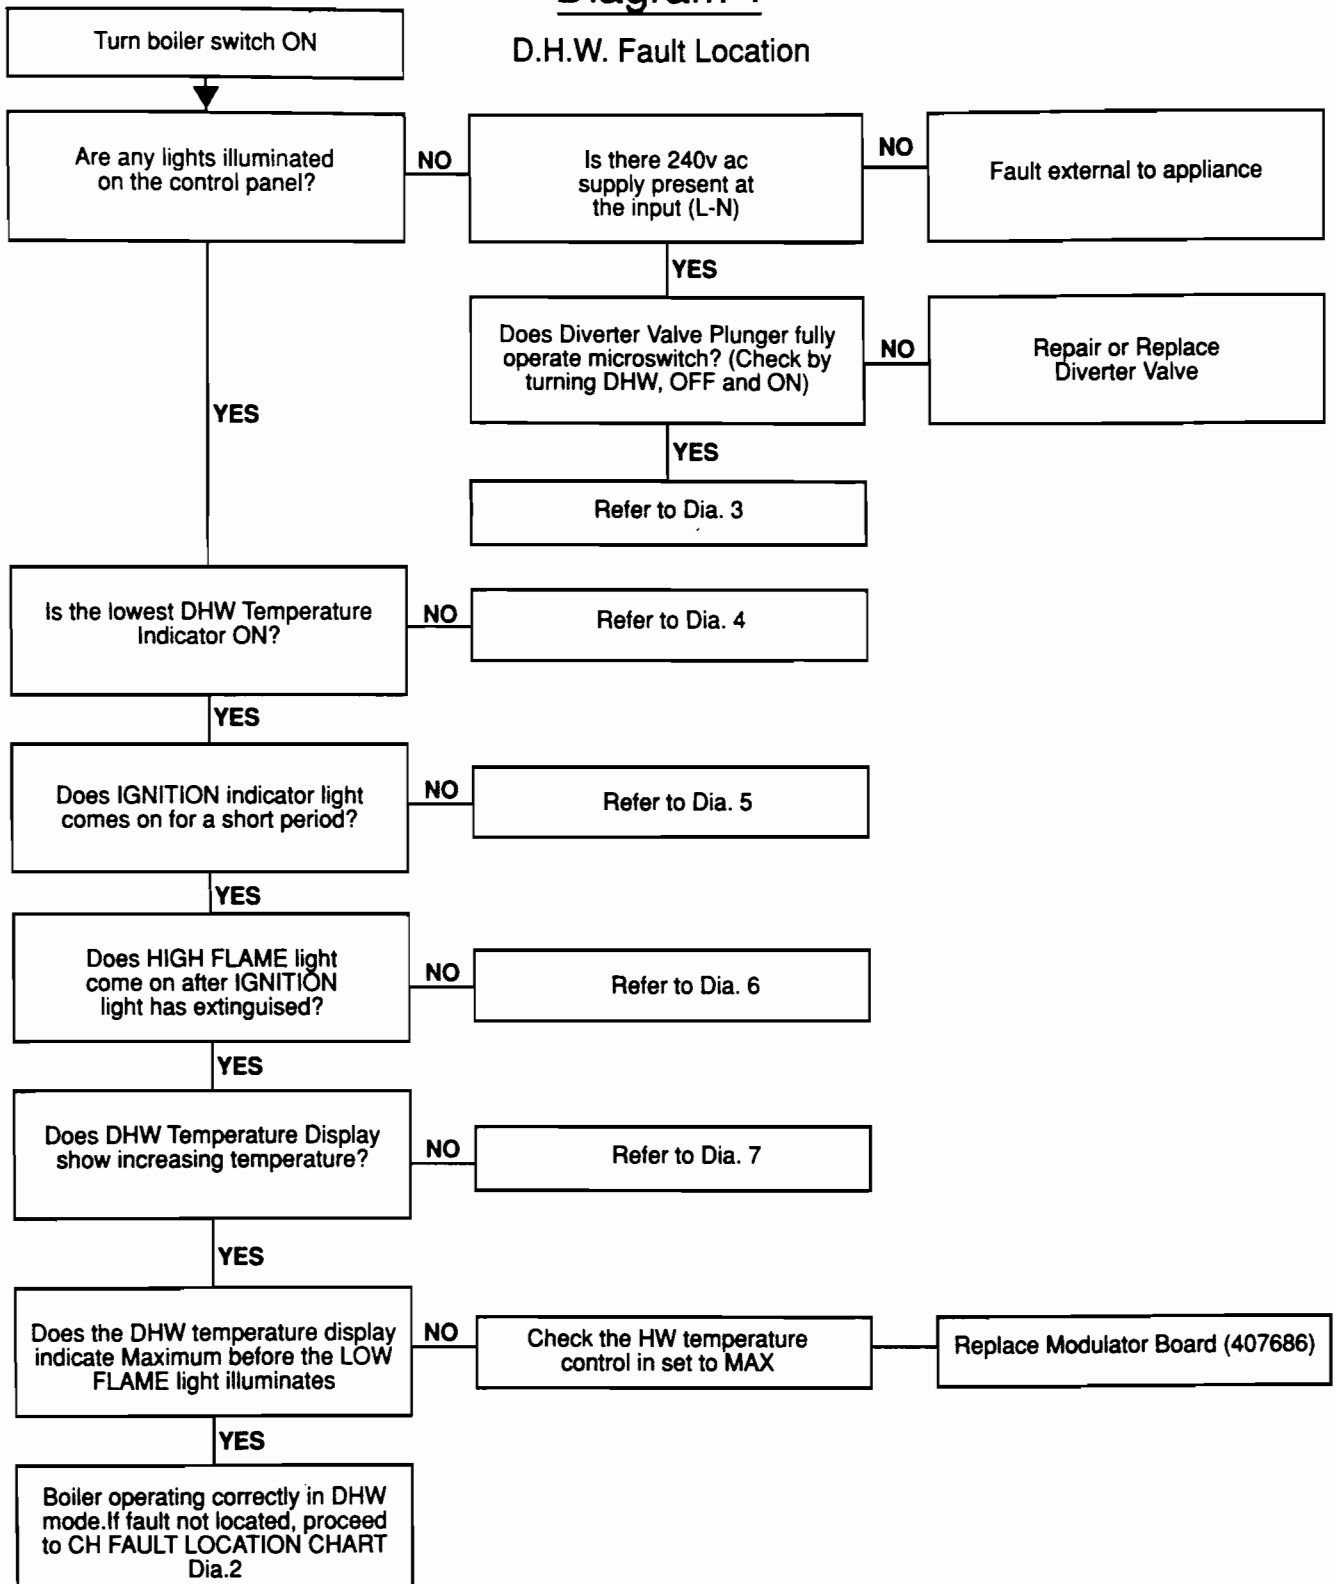 D.H.W. Fault Location
Turn boiler switch ON
Are any lights illuminated
on the control panel?
NO
Is there 240v ac
supply present at
the input (L-N)
NO
Fault external to appliance
YES
Does Diverter Valve Plunger fully
operate microswitch? (Check by
turning DHW, OFF and ON)
NO
Repair or Replace
Diverter Valve
YES
YES
Refer to Dia. 3
Is the lowest DHW Temperature
Indicator ON?
NO
Refer to Dia. 4
YES
Does IGNITION indicator light
comes on for a short period?
NO
Refer to Dia. 5
YES
Does HIGH FLAME light
come on after IGNITION
light has extinguised?
NO
Refer to Dia. 6
YES
Does DHW Temperature Display
show increasing temperature?
NO
Refer to Dia. 7
YES
Does the DHW temperature display
indicate Maximum before the LOW
FLAME light illuminates
NO
Check the HW temperature
control in set to MAX
Replace Modulator Board (407686)
YES
Boiler operating correctly in DHW
mode.If fault not located, proceed
to CH FAULT LOCATION CHART
Dia.2